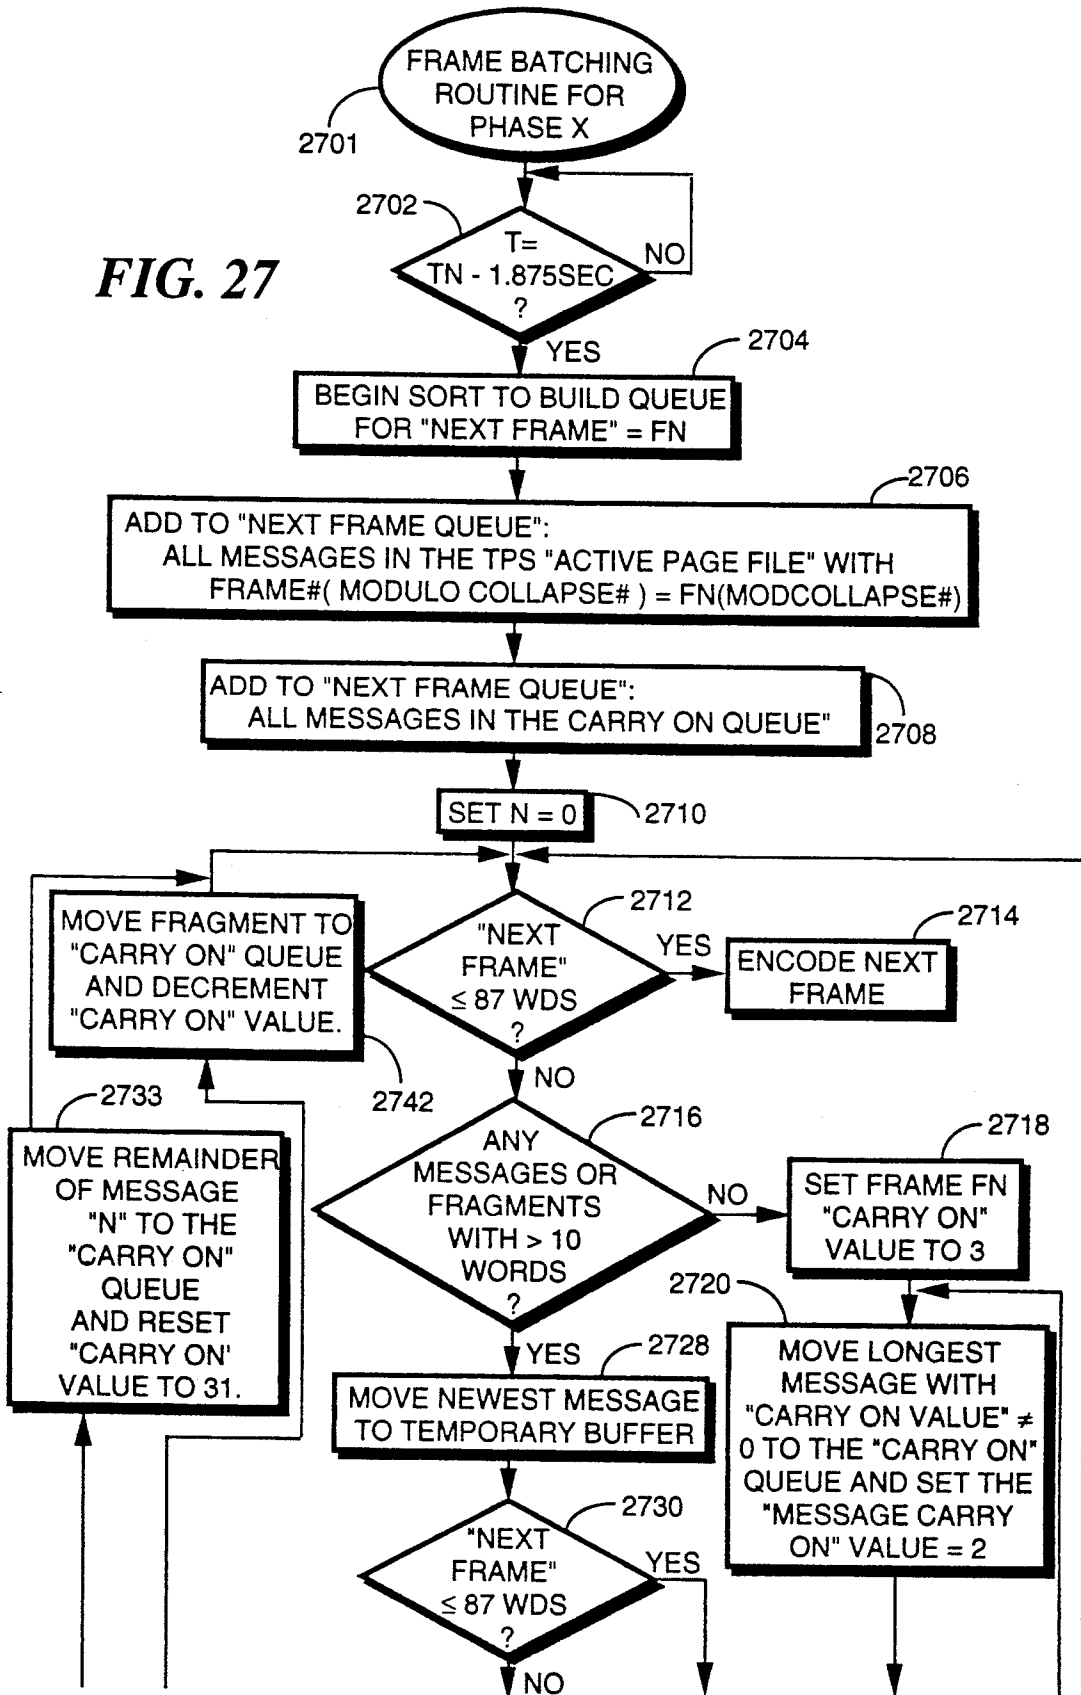 FRAME BATCHING
ROUTINE FOR
PHASE X
2701
2702
T=
TN - 1.875SEC
?
NO
FIG. 27
YES
2704
BEGIN SORT TO BUILD QUEUE
FOR "NEXT FRAME" = FN
2706
ADD TO "NEXT FRAME QUEUE":
ALL MESSAGES IN THE TPS "ACTIVE PAGE FILE" WITH
FRAME#( MODULO COLLAPSE# ) = FN(MODCOLLAPSE#)
ADD TO "NEXT FRAME QUEUE":
ALL MESSAGES IN THE CARRY ON QUEUE"
2708
SET N = 0
2710
MOVE FRAGMENT TO
"CARRY ON" QUEUE
AND DECREMENT
"CARRY ON" VALUE.
2742
2712
"NEXT
FRAME"
≤ 87 WDS
?
YES
2714
ENCODE NEXT
FRAME
NO
2733
MOVE REMAINDER
OF MESSAGE
"N" TO THE
"CARRY ON"
QUEUE
AND RESET
"CARRY ON'
VALUE TO 31.
2716
ANY
MESSAGES OR
FRAGMENTS
WITH > 10
WORDS
?
NO
2718
SET FRAME FN
"CARRY ON"
VALUE TO 3
2720
MOVE LONGEST
MESSAGE WITH
"CARRY ON VALUE" ≠
0 TO THE "CARRY ON"
QUEUE AND SET THE
"MESSAGE CARRY
ON" VALUE = 2
YES
2728
MOVE NEWEST MESSAGE
TO TEMPORARY BUFFER
2730
"NEXT
FRAME"
≤ 87 WDS
?
YES
NO